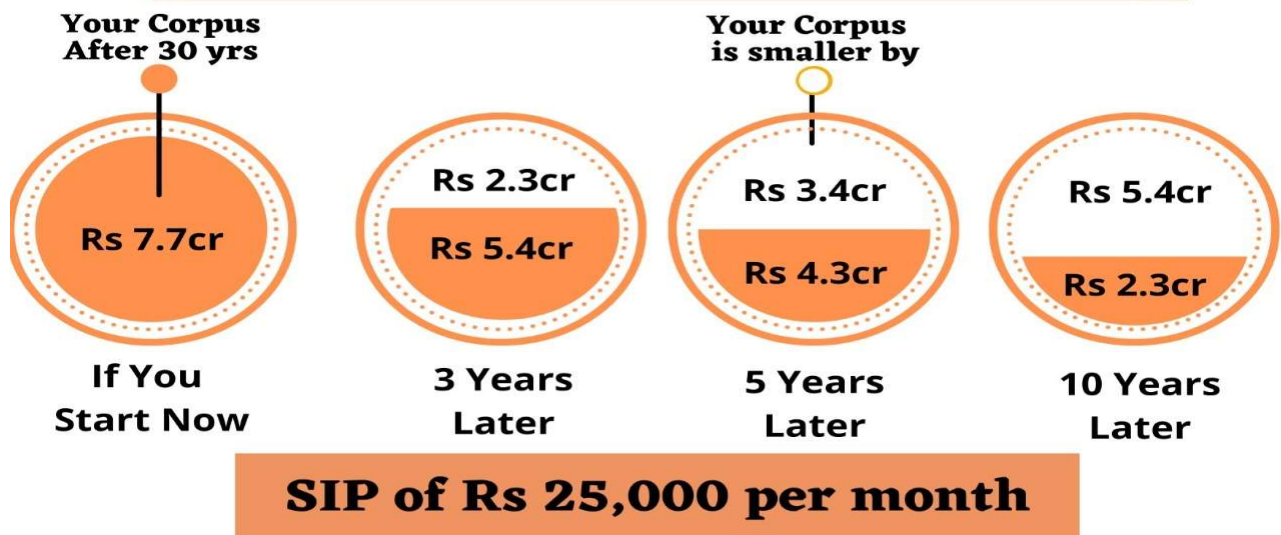 Your Corpus
After 30 yrs
Your Corpus
is smaller by
Rs 7.7cr
Rs 2.3cr
Rs 5.4cr
Rs 3.4cr
Rs 4.3cr
Rs 5.4cr
Rs 2.3cr
If You
Start Now
3 Years
Later
5 Years
Later
10 Years
Later
SIP of Rs 25,000 per month